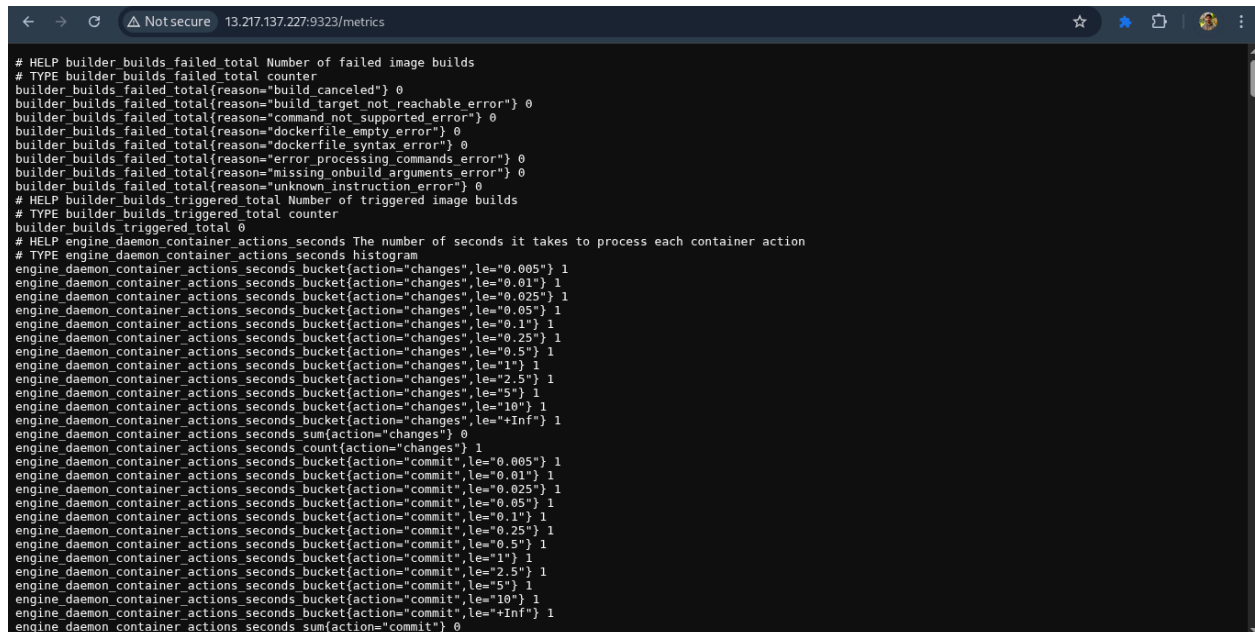 Not secure 13.217.137.227:9323/metrics
# HELP builder_builds_failed_total Number of failed image builds
# TYPE builder_builds_failed_total counter
builder_builds_failed_total{reason="build_canceled"} 0
builder_builds_failed_total{reason="build_target_not_reachable_error"} 0
builder_builds_failed_total{reason="command_not_supported_error"} 0
builder_builds_failed_total{reason="dockerfile_empty_error"} 0
builder_builds_failed_total{reason="dockerfile_syntax_error"} 0
builder_builds_failed_total{reason="error_processing_commands_error"} 0
builder_builds_failed_total{reason="missing_onbuild_arguments_error"} 0
builder_builds_failed_total{reason="unknown_instruction_error"} 0
# HELP builder_builds_triggered_total Number of triggered image builds
# TYPE builder_builds_triggered_total counter
builder_builds_triggered_total 0
# HELP engine_daemon_container_actions_seconds The number of seconds it takes to process each container action
# TYPE engine_daemon_container_actions_seconds histogram
engine_daemon_container_actions_seconds_bucket{action="changes",le="0.005"} 1
engine_daemon_container_actions_seconds_bucket{action="changes",le="0.01"} 1
engine_daemon_container_actions_seconds_bucket{action="changes",le="0.025"} 1
engine_daemon_container_actions_seconds_bucket{action="changes",le="0.05"} 1
engine_daemon_container_actions_seconds_bucket{action="changes",le="0.1"} 1
engine_daemon_container_actions_seconds_bucket{action="changes",le="0.25"} 1
engine_daemon_container_actions_seconds_bucket{action="changes",le="0.5"} 1
engine_daemon_container_actions_seconds_bucket{action="changes",le="1"} 1
engine_daemon_container_actions_seconds_bucket{action="changes",le="2.5"} 1
engine_daemon_container_actions_seconds_bucket{action="changes",le="5"} 1
engine_daemon_container_actions_seconds_bucket{action="changes",le="10"} 1
engine_daemon_container_actions_seconds_bucket{action="changes",le="+Inf"} 1
engine_daemon_container_actions_seconds_sum{action="changes"} 0
engine_daemon_container_actions_seconds_count{action="changes"} 1
engine_daemon_container_actions_seconds_bucket{action="commit",le="0.005"} 1
engine_daemon_container_actions_seconds_bucket{action="commit",le="0.01"} 1
engine_daemon_container_actions_seconds_bucket{action="commit",le="0.025"} 1
engine_daemon_container_actions_seconds_bucket{action="commit",le="0.05"} 1
engine_daemon_container_actions_seconds_bucket{action="commit",le="0.1"} 1
engine_daemon_container_actions_seconds_bucket{action="commit",le="0.25"} 1
engine_daemon_container_actions_seconds_bucket{action="commit",le="0.5"} 1
engine_daemon_container_actions_seconds_bucket{action="commit",le="1"} 1
engine_daemon_container_actions_seconds_bucket{action="commit",le="2.5"} 1
engine_daemon_container_actions_seconds_bucket{action="commit",le="5"} 1
engine_daemon_container_actions_seconds_bucket{action="commit",le="10"} 1
engine_daemon_container_actions_seconds_bucket{action="commit",le="+Inf"} 1
engine_daemon_container_actions_seconds_sum{action="commit"} 0